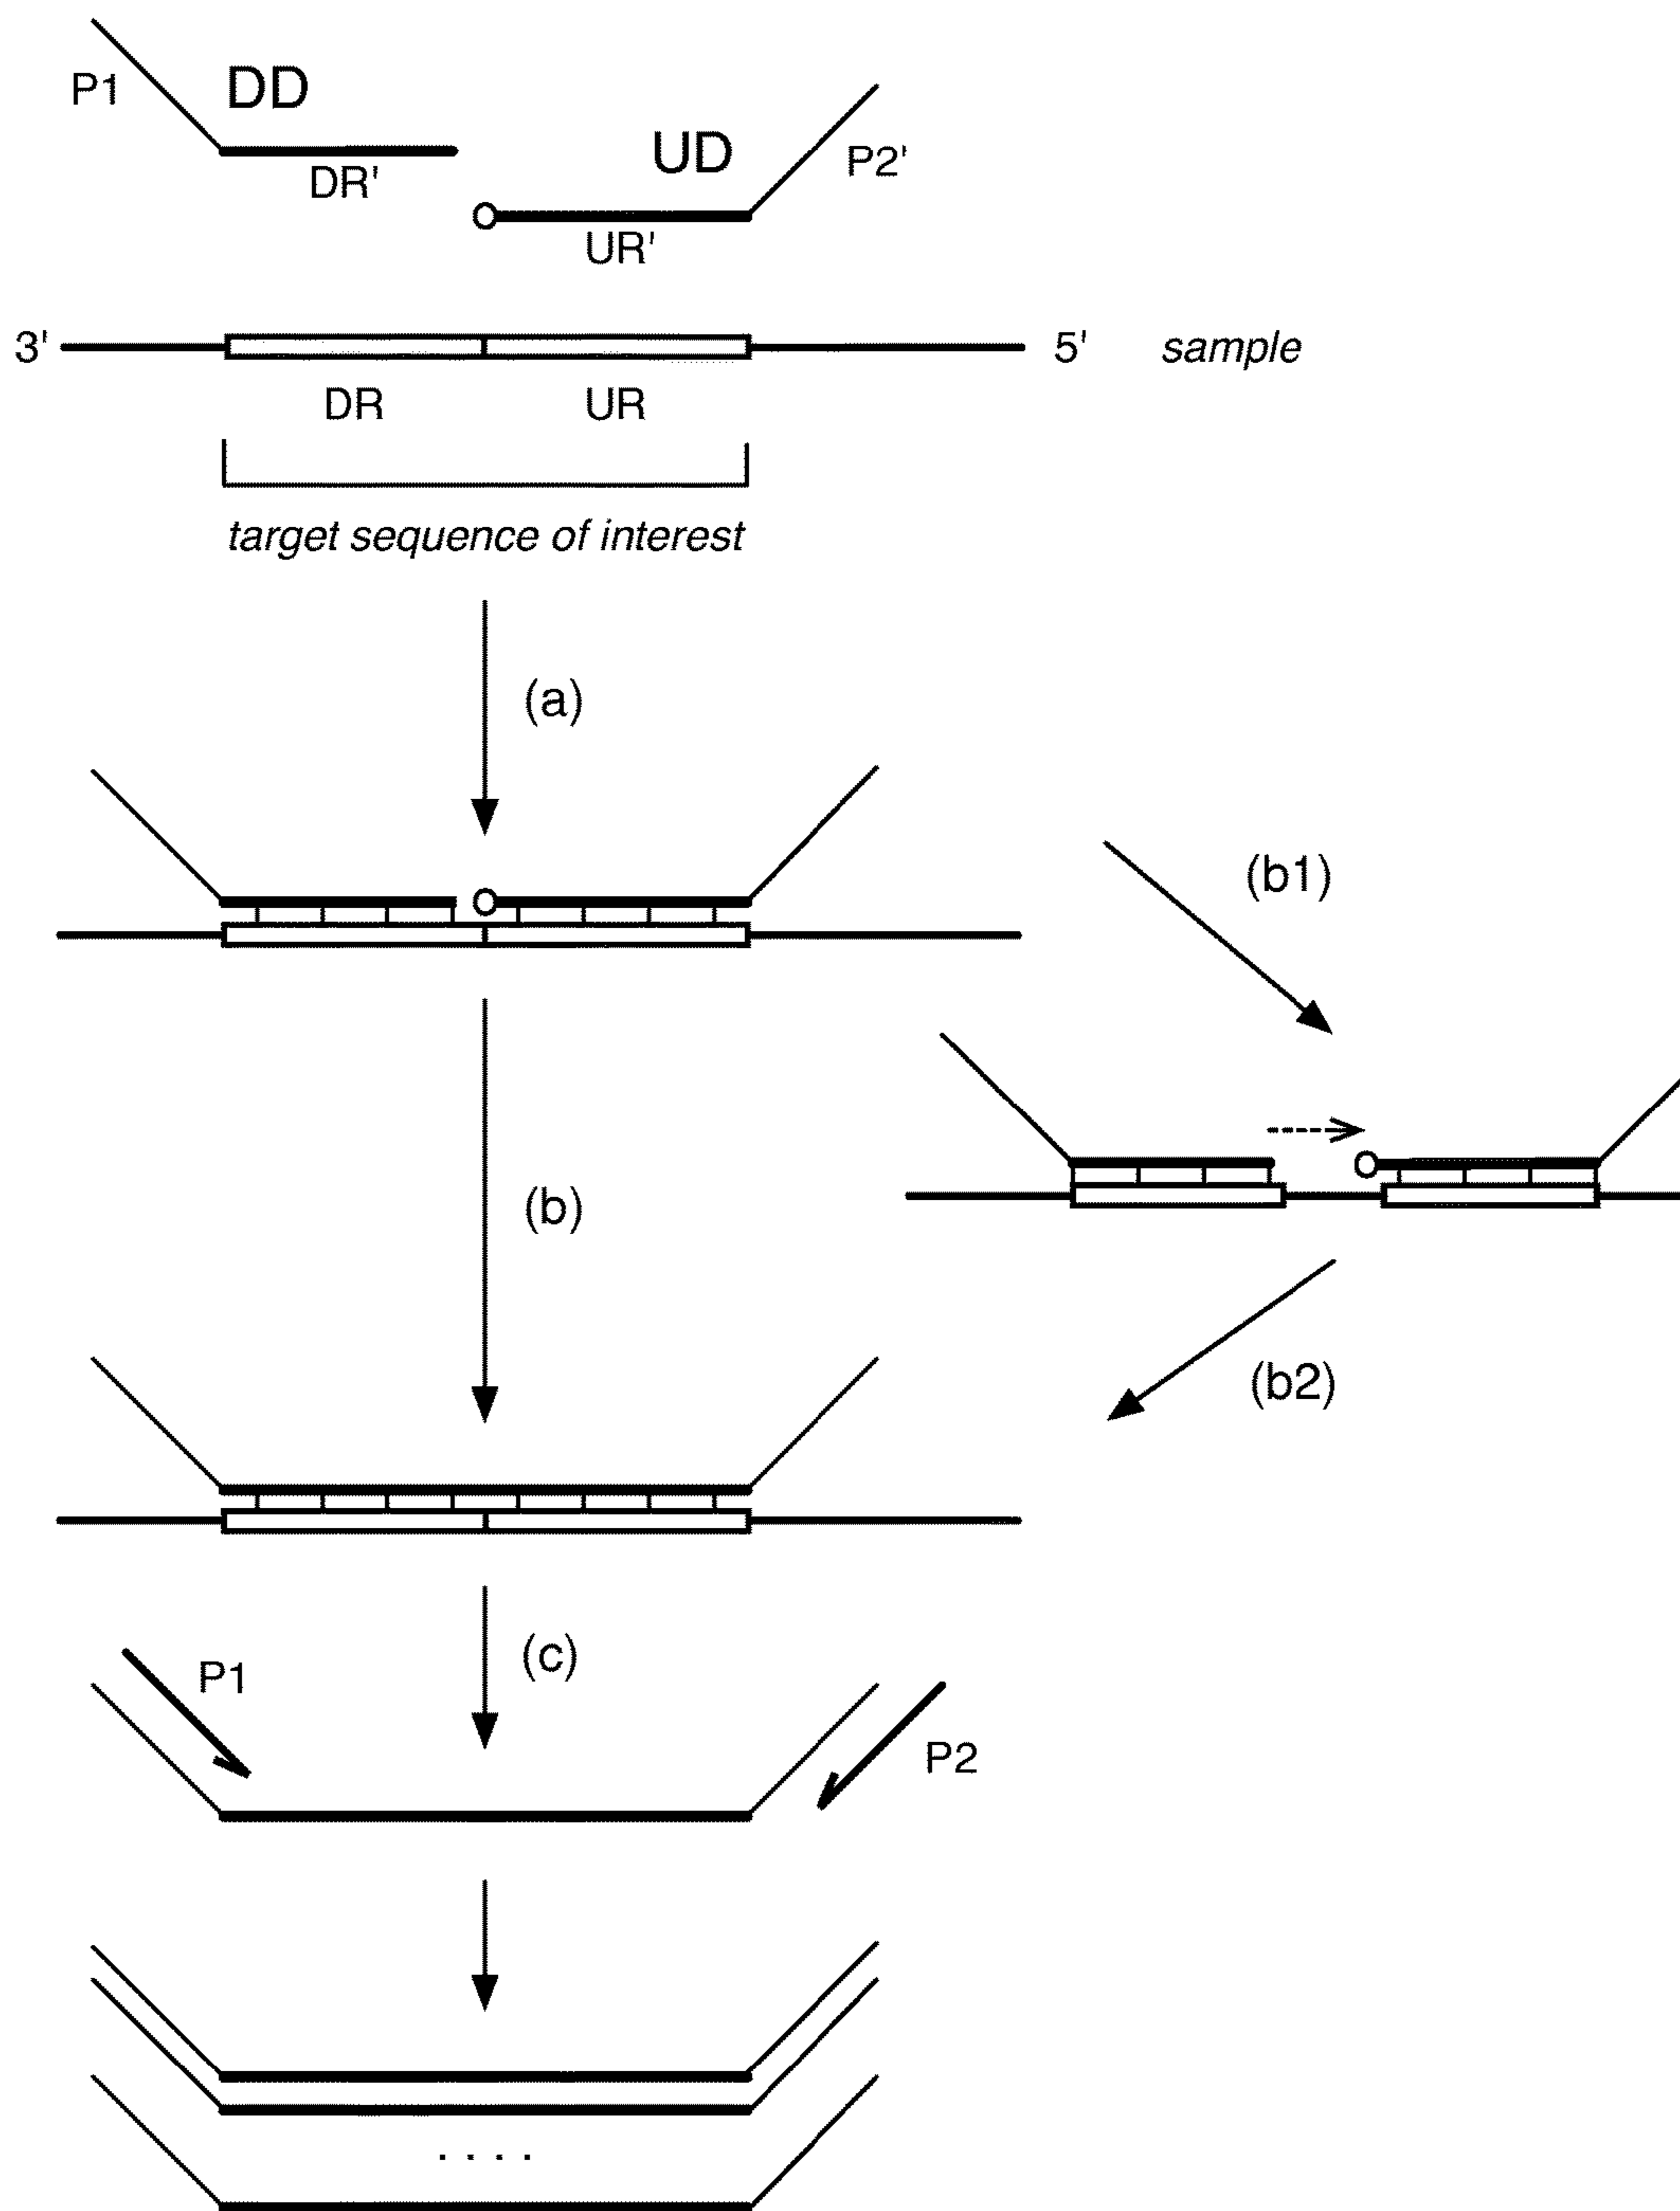 P1
DD
DR'
UD
P2'
UR'
3'
5'
sample
DR
UR
target sequence of interest
(a)
(b1)
(b)
(b2)
(c)
P1
P2
. . . .